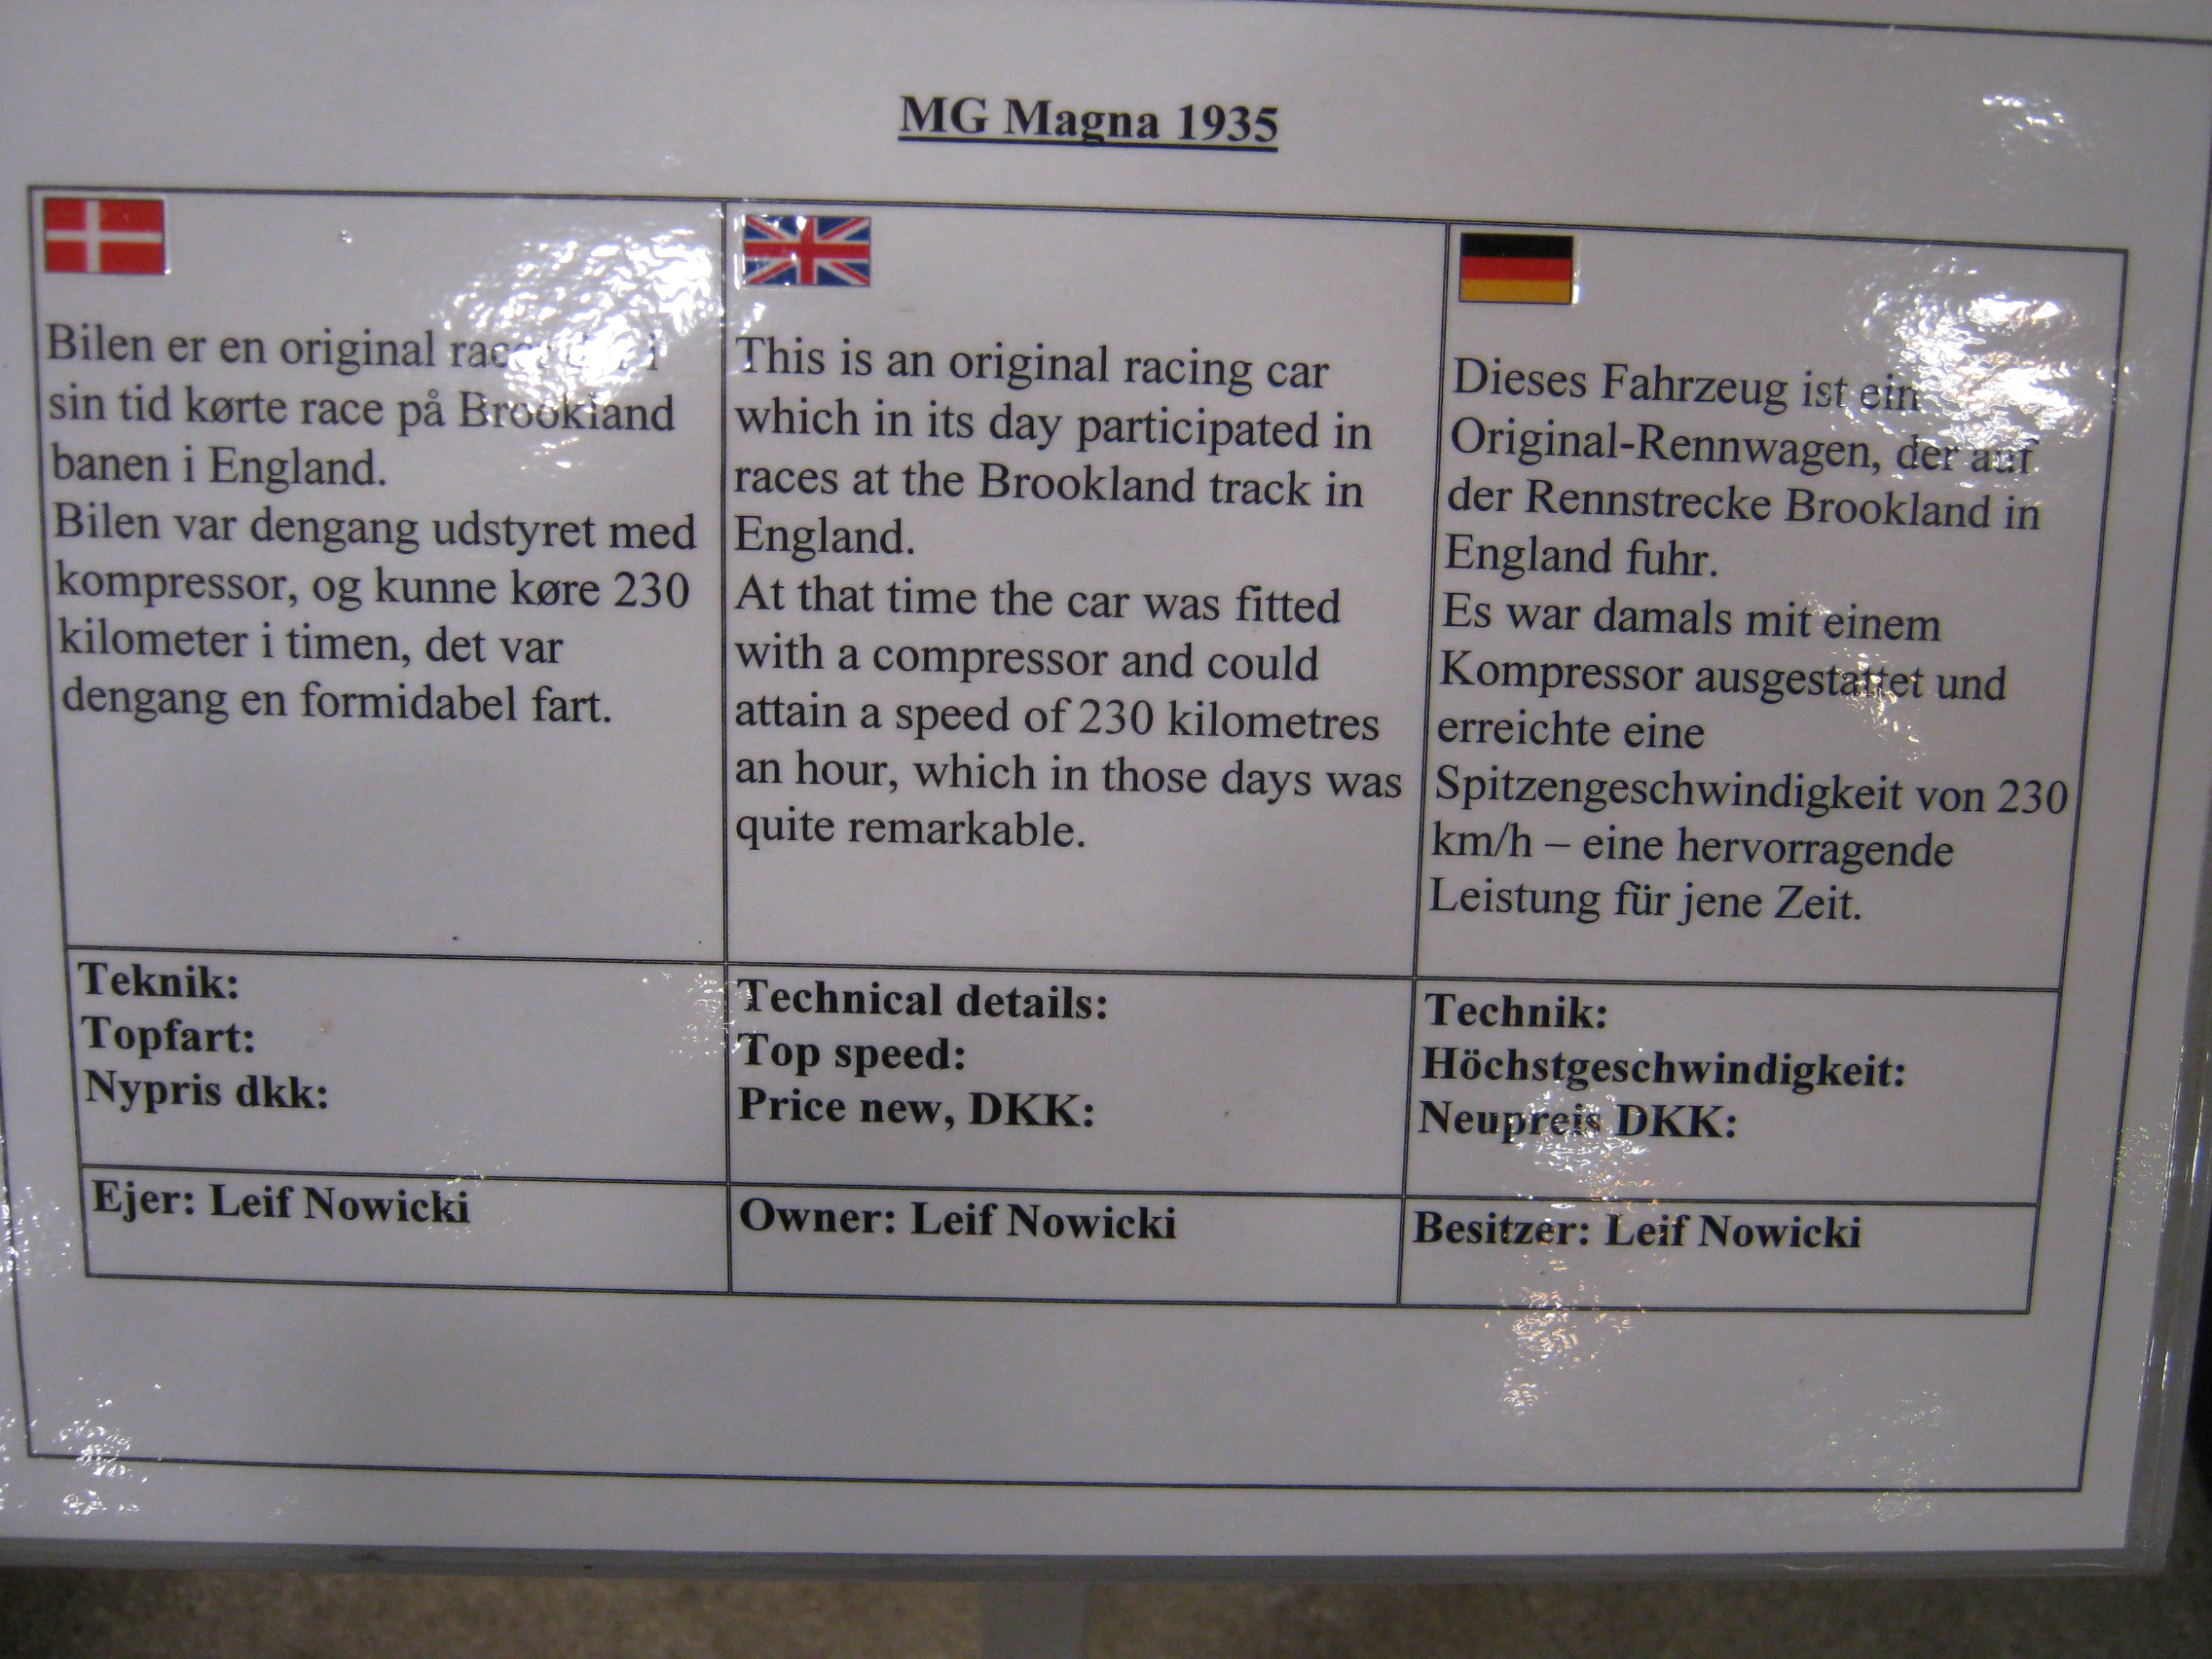 MG Magna 1935
Bilen er en original i
sin tid kørte race på Brookland
banen i England.
Bilen var dengang udstyret med
kompressor, og kunne køre 230
kilometer i timen, det var
dengang en formidabel fart.
This is an original racing car
which in its day participated in
races at the Brookland track in
England.
At that time the car was fitted
with a compressor and could
attain a speed of 230 kilometres
an hour, which in those days was
quite remarkable.
Dieses Fahrzeug ist ein
Original-Rennwagen, der auf
der Rennstrecke Brookland in
England fuhr.
Es war damals mit einem
Kompressor ausgestattet und
erreichte eine
Spitzengeschwindigkeit von 230
km/h – eine hervorragende
Leistung für jene Zeit.
Teknik:
Topfart:
Nypris dkk:
Technical details:
Top speed:
Price new, DKK:
Technik:
Höchstgeschwindigkeit:
Neupreis DKK:
Ejer: Leif Nowicki
Owner: Leif Nowicki
Besitzer: Leif Nowicki